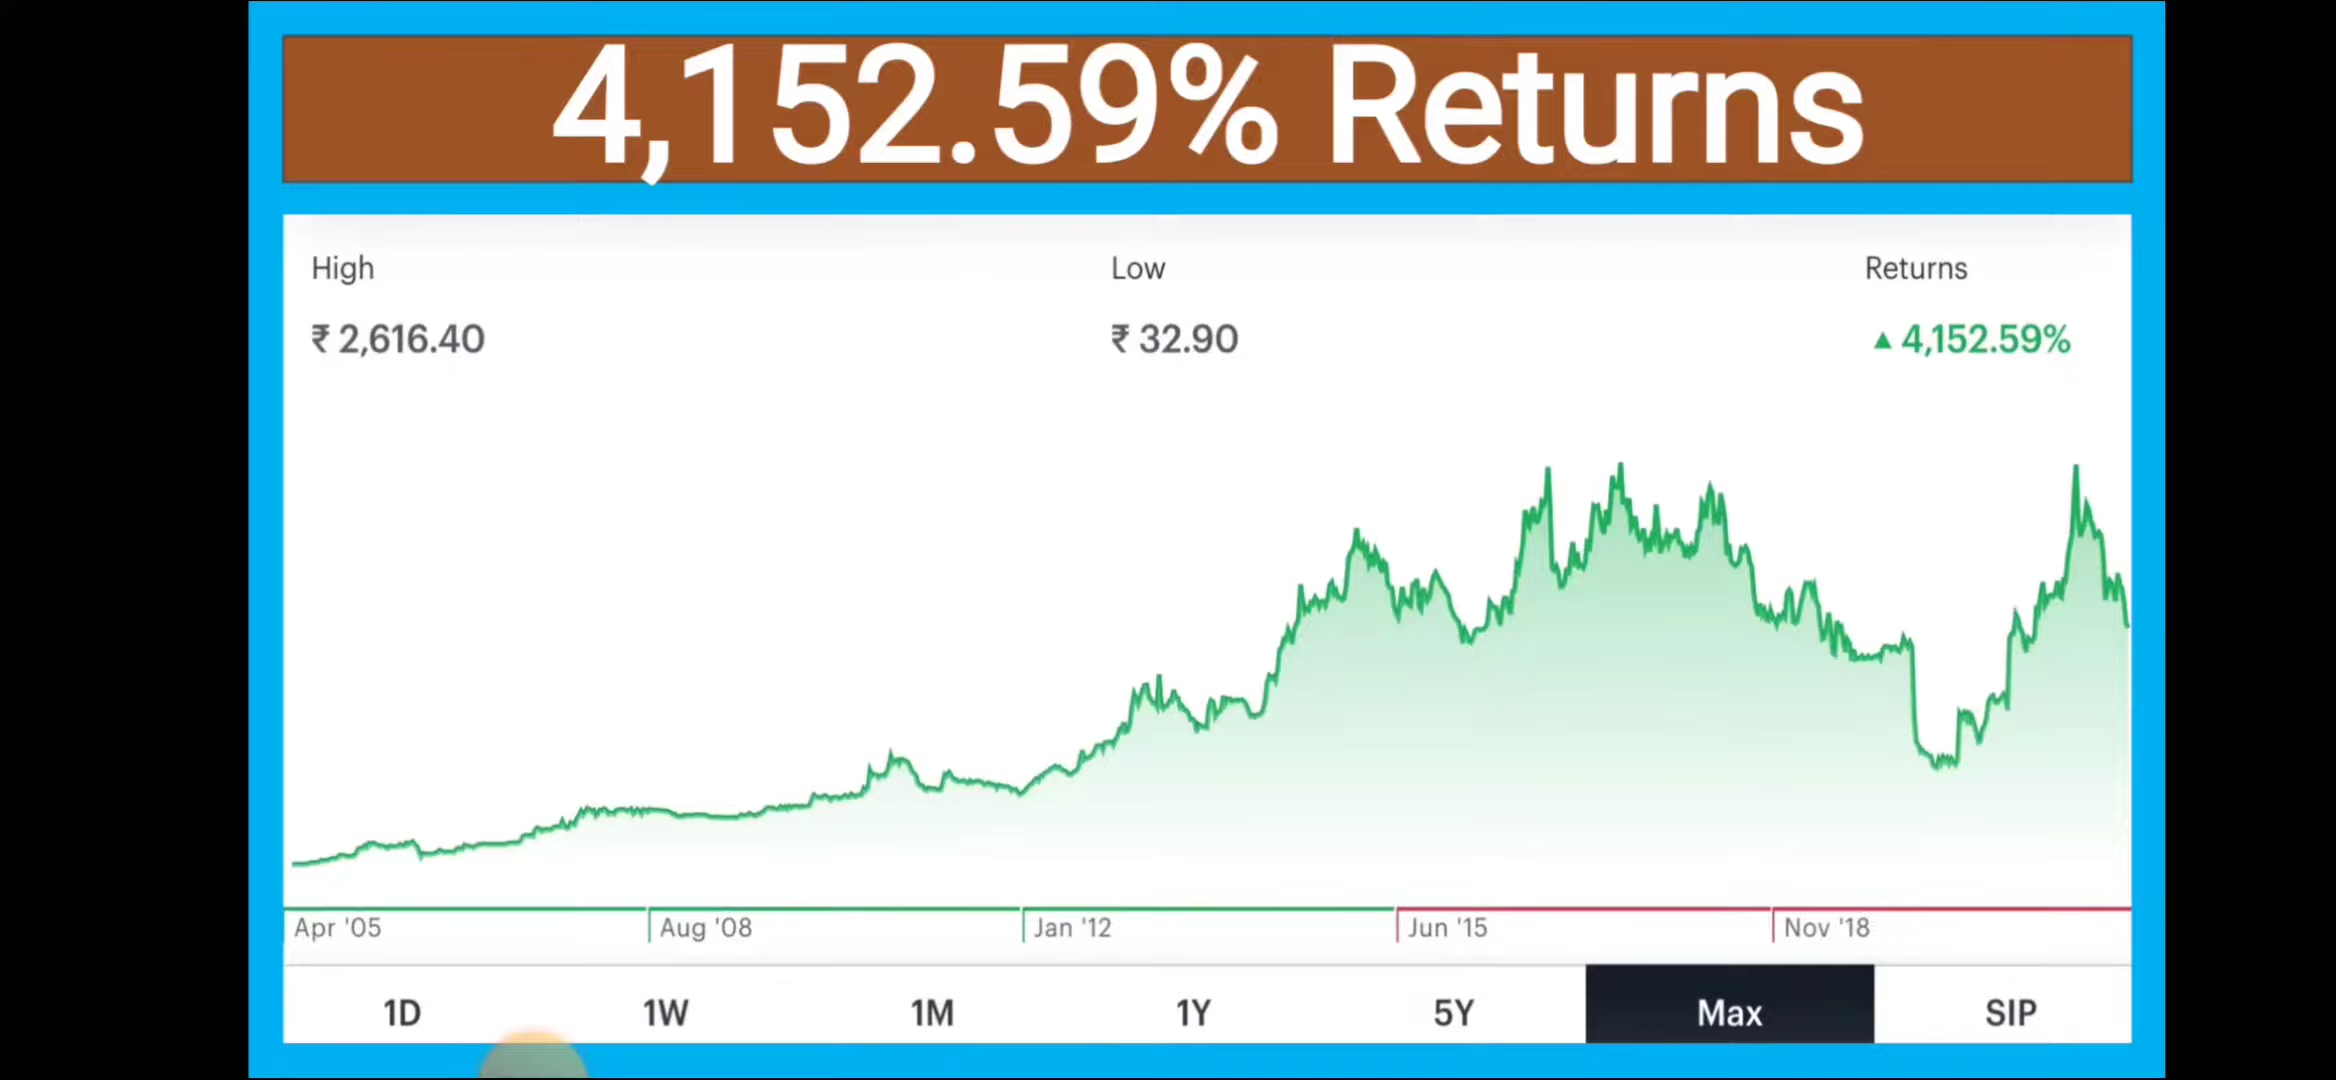 4,152.59% Returns
High Low Returns
₹ 2,616.40 ₹ 32.90 ▲ 4,152.59%
Apr '05 Aug '08 Jan '12 Jun '15 Nov '18
1D 1W 1M 1Y 5Y Max SIP